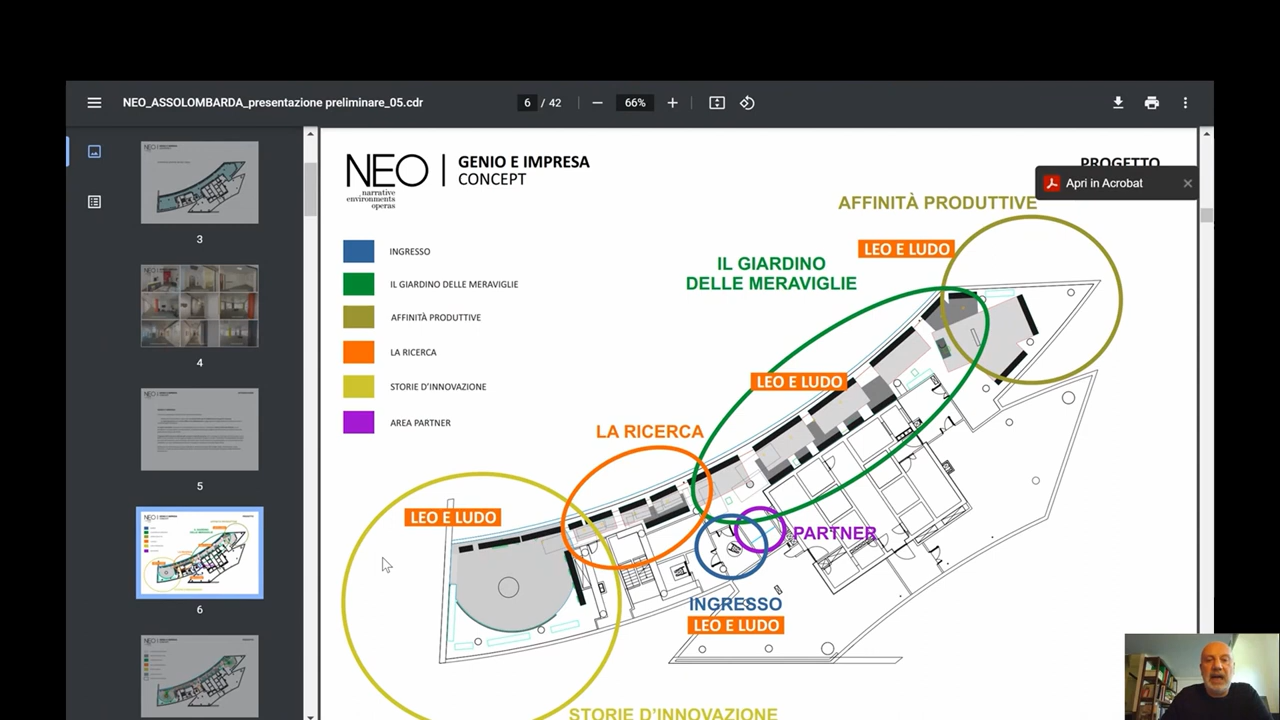 NEO_ASSOLOMBARDA_presentazione preliminare_05.cdr
6 / 42
66%
3
4
5
6
NEO
narrative
environments
operas
GENIO E IMPRESA
CONCEPT
PROGETTO
Apri in Acrobat
INGRESSO
IL GIARDINO DELLE MERAVIGLIE
AFFINITÀ PRODUTTIVE
LA RICERCA
STORIE D'INNOVAZIONE
AREA PARTNER
AFFINITÀ PRODUTTIVE
LEO E LUDO
IL GIARDINO
DELLE MERAVIGLIE
LEO E LUDO
LA RICERCA
LEO E LUDO
PARTNER
INGRESSO
LEO E LUDO
STORIE D'INNOVAZIONE